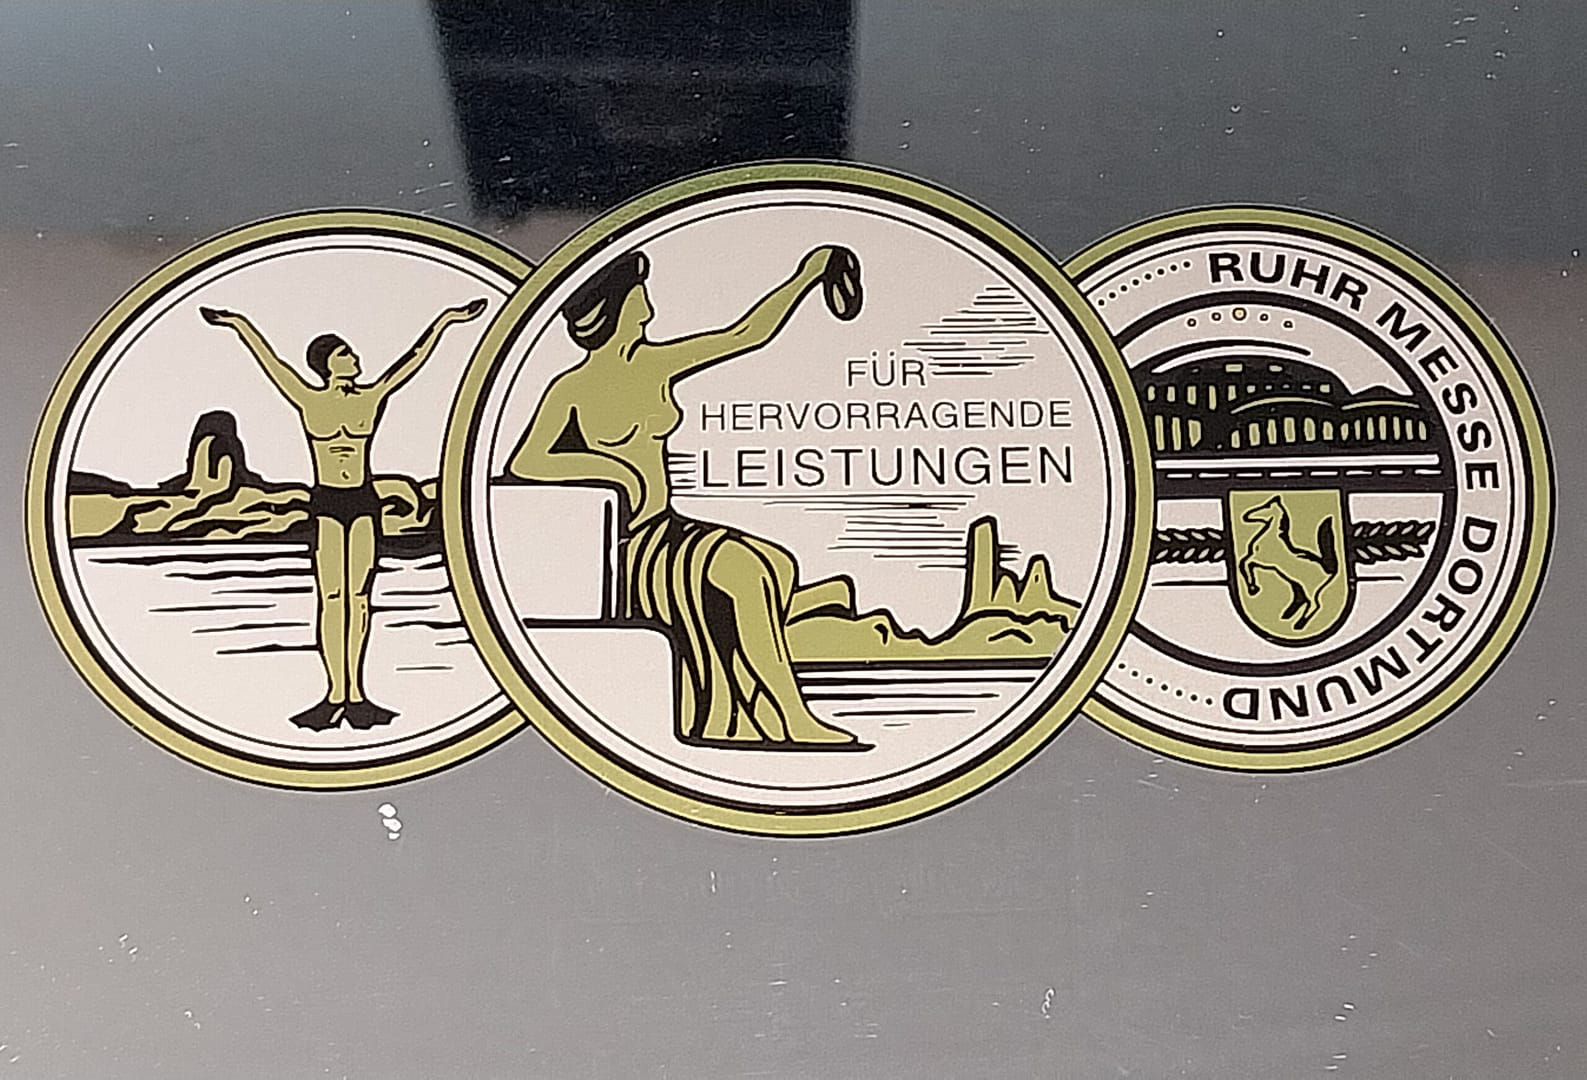 FÜR
HERVORRAGENDE
LEISTUNGEN
RUHR MESSE DORTMUND